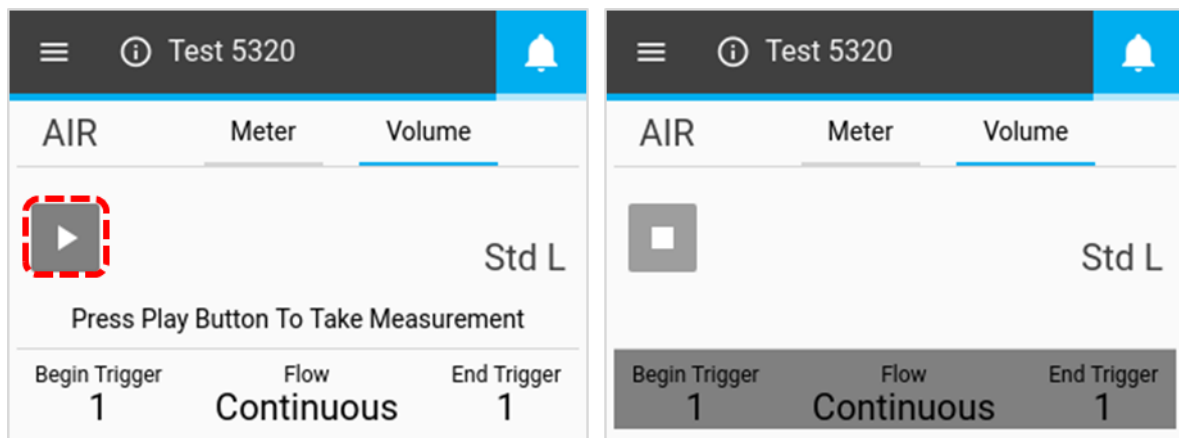 Test 5320
AIR Meter Volume
Std L
Press Play Button To Take Measurement
Begin Trigger Flow End Trigger
1 Continuous 1
Test 5320
AIR Meter Volume
Std L
Begin Trigger Flow End Trigger
1 Continuous 1